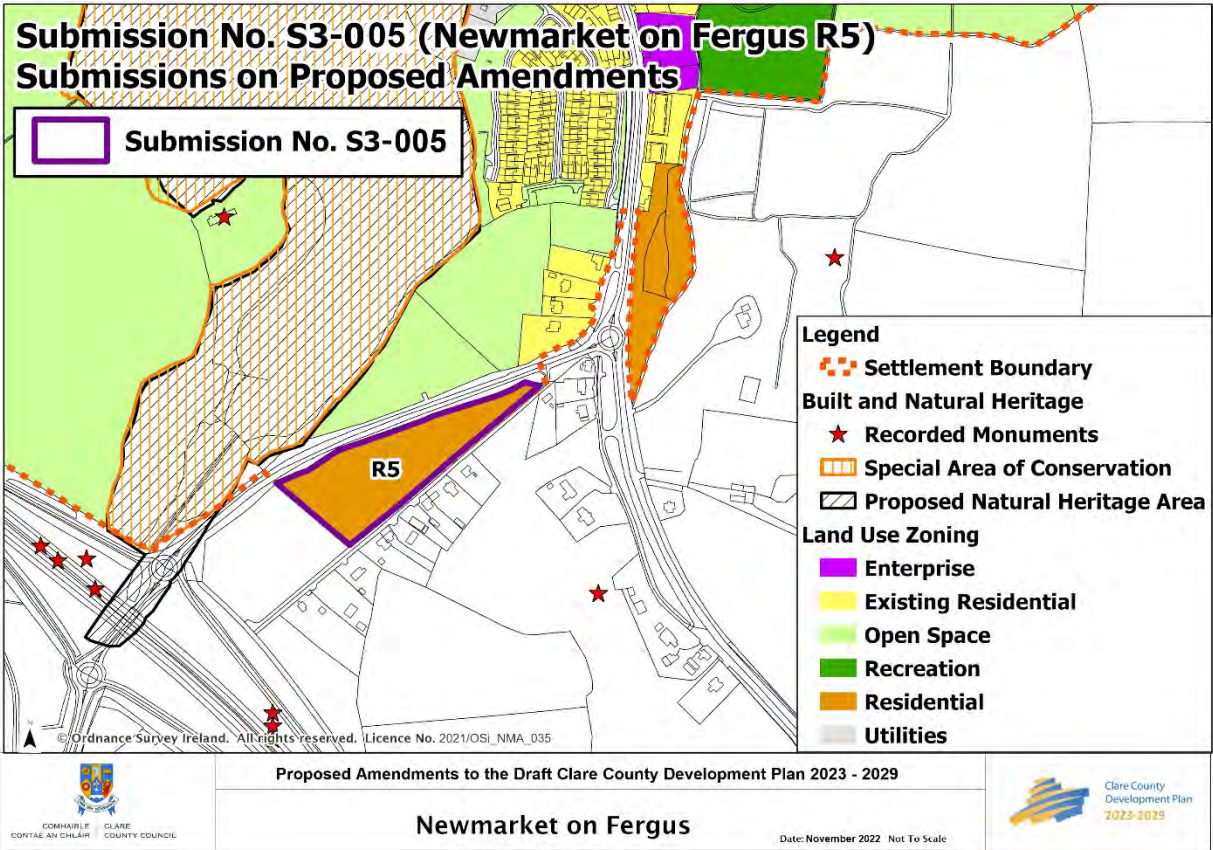 Submission No. S3-005 (Newmarket on Fergus R5)
Submissions on Proposed Amendments
Submission No. S3-005
R5
Legend
Settlement Boundary
Built and Natural Heritage
Recorded Monuments
Special Area of Conservation
Proposed Natural Heritage Area
Land Use Zoning
Enterprise
Existing Residential
Open Space
Recreation
Residential
Utilities
N
© Ordnance Survey Ireland. All rights reserved. Licence No. 2021/OSi_NMA_035
COMHAIRLE CLARE
CONTAE AN CHLÁIR COUNTY COUNCIL
Proposed Amendments to the Draft Clare County Development Plan 2023 - 2029
Newmarket on Fergus
Date: November 2022 Not To Scale
Clare County
Development Plan
2023-2029